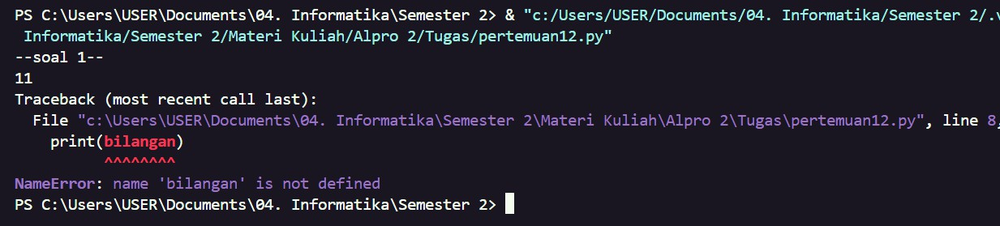 PS C:\Users\USER\Documents\04. Informatika\Semester 2> & "c:/Users/USER/Documents/04. Informatika/Semester 2/.v
Informatika/Semester 2/Materi Kuliah/Alpro 2/Tugas/pertemuan12.py"
--soal 1--
11
Traceback (most recent call last):
  File "c:\Users\USER\Documents\04. Informatika\Semester 2\Materi Kuliah\Alpro 2\Tugas\pertemuan12.py", line 8,
    print(bilangan)
          ^^^^^^^^
NameError: name 'bilangan' is not defined
PS C:\Users\USER\Documents\04. Informatika\Semester 2>